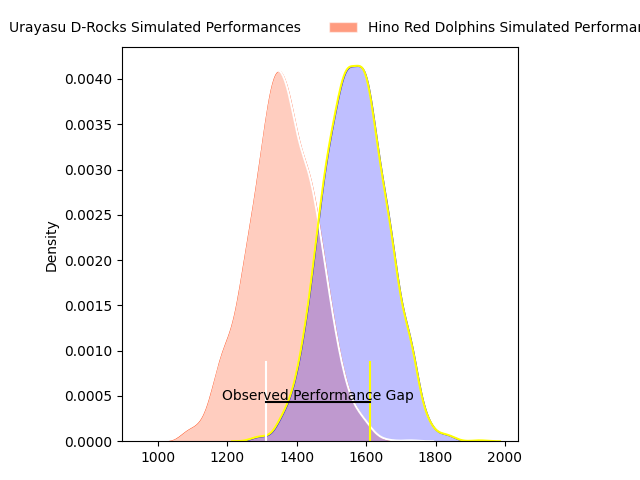 Urayasu D-Rocks Simulated Performances
Hino Red Dolphins Simulated
0.0040
0.0035
0.0030
0.0025
0.0020
0.0015
0.0010
0.0005
0.0000
Density
Observed Performance Gap
1000 1200 1400 1600 1800 2000